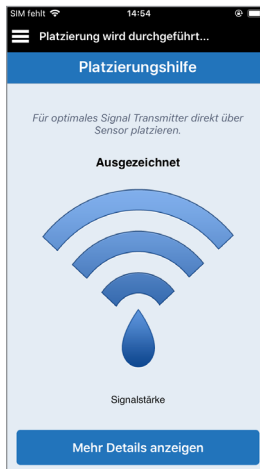 SIM fehlt 14:54
Platzierung wird durchgeführt...
Platzierungshilfe
Für optimales Signal Transmitter direkt über
Sensor platzieren.
Ausgezeichnet
Signalstärke
Mehr Details anzeigen